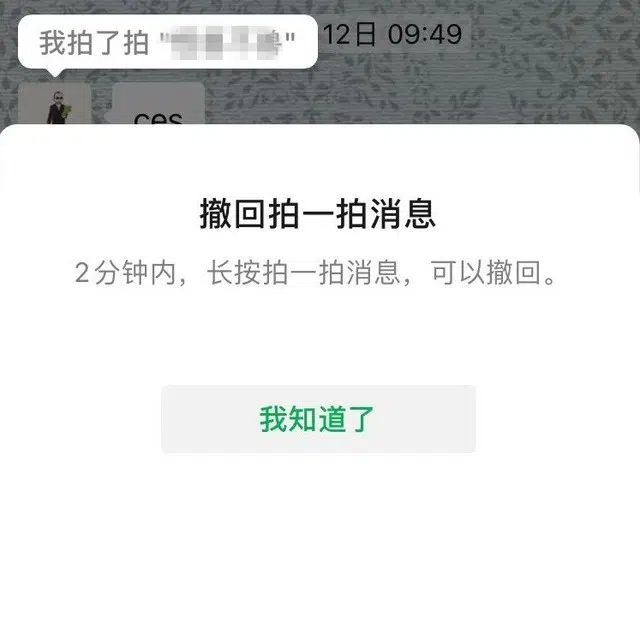 我拍了拍 " "
12日 09:49
ces
撤回拍一拍消息
2分钟内，长按拍一拍消息，可以撤回。
我知道了